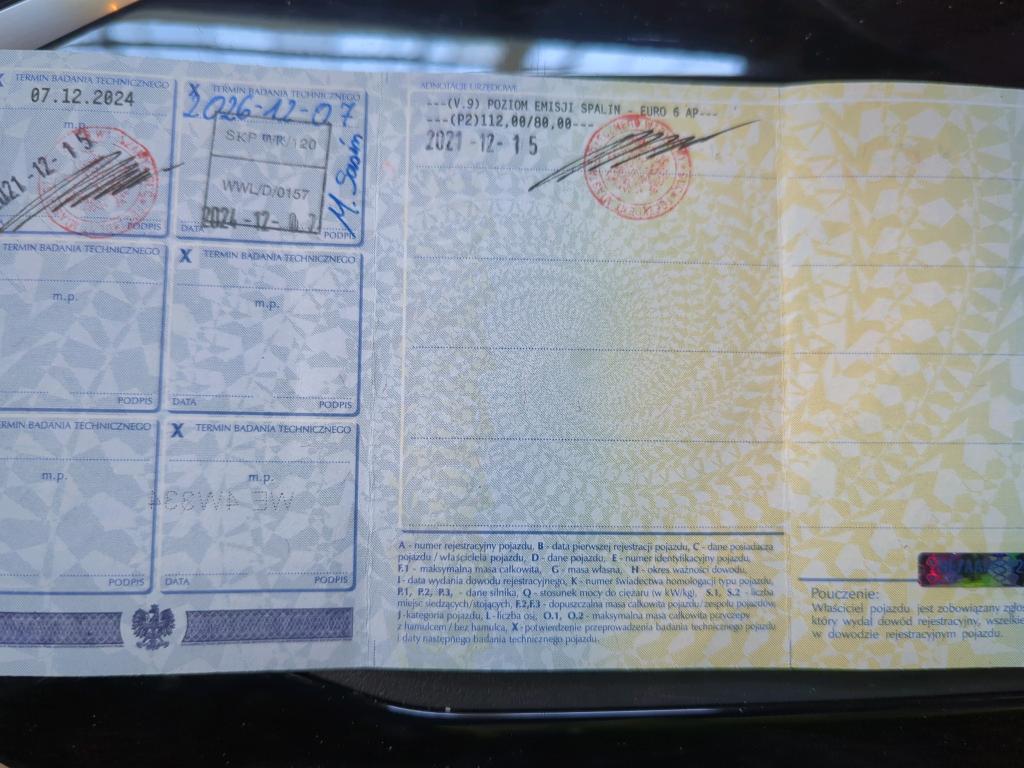 X TERMIN BADANIA TECHNICZNEGO
07.12.2024
m.p.
2021-12-15
PODPIS
X TERMIN BADANIA TECHNICZNEGO
2026-12-07
SKP m/R/120
WWL/D/0157
2024-12-07
DATA
PODPIS
TERMIN BADANIA TECHNICZNEGO
m.p.
PODPIS
X TERMIN BADANIA TECHNICZNEGO
m.p.
DATA
PODPIS
TERMIN BADANIA TECHNICZNEGO
m.p.
PODPIS
X TERMIN BADANIA TECHNICZNEGO
m.p.
WE 4W334
DATA
PODPIS
ADNOTACJE URZĘDOWE
---(V.9) POZIOM EMISJI SPALIN - EURO 6 AP---
---(P2)112,00/80,00---
2021-12-15
A - numer rejestracyjny pojazdu, B - data pierwszej rejestracji pojazdu, C - dane posiadacza
pojazdu / właściciela pojazdu, D - dane pojazdu, E - numer identyfikacyjny pojazdu,
F.1 - maksymalna masa całkowita, G - masa własna, H - okres ważności dowodu,
I - data wydania dowodu rejestracyjnego, K - numer świadectwa homologacji typu pojazdu,
P.1, P.2, P.3, - dane silnika, Q - stosunek mocy do ciężaru (w kW/kg), S.1, S.2 - liczba
miejsc siedzących/stojących, F.2,F.3 - dopuszczalna masa całkowita pojazdu/zespołu pojazdów,
J - kategoria pojazdu, L - liczba osi, O.1, O.2 - maksymalna masa całkowita przyczepy
z hamulcem / bez hamulca, X - potwierdzenie przeprowadzenia badania technicznego pojazdu
i daty następnego badania technicznego pojazdu.
Pouczenie:
Właściciel pojazdu jest zobowiązany
który wydał dowód rejestracyjny,
w dowodzie rejestracyjnym pojazdu.